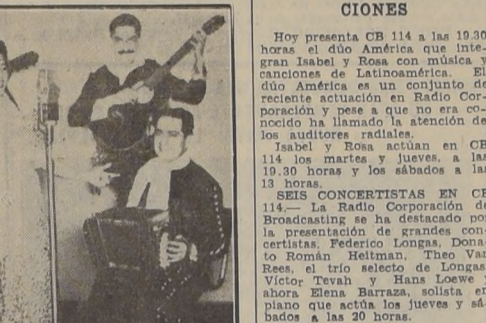 CIONES
Hoy presenta CB 114 a las 19.30
horas el dúo América que inte-
gran Isabel y Rosa con música y
canciones de Latinoamérica. El
dúo América es un conjunto de
reciente actuación en Radio Cor-
poración y pese a que no era co-
nocido ha llamado la atención de
los auditores radiales.
Isabel y Rosa actúan en CB
114 los martes y jueves, a las
19.30 horas y los sábados a las
13 horas.
SEIS CONCERTISTAS EN CB
114.— La Radio Corporación de
Broadcasting se ha destacado por
la presentación de grandes con-
certistas. Federico Longas, Dona-
to Román Heitman, Theo Van
Rees, el trío selecto de Longas,
Víctor Tevah y Hans Loewe y
ahora Elena Barraza, solista en
piano que actúa los jueves y sá-
bados a las 20 horas.